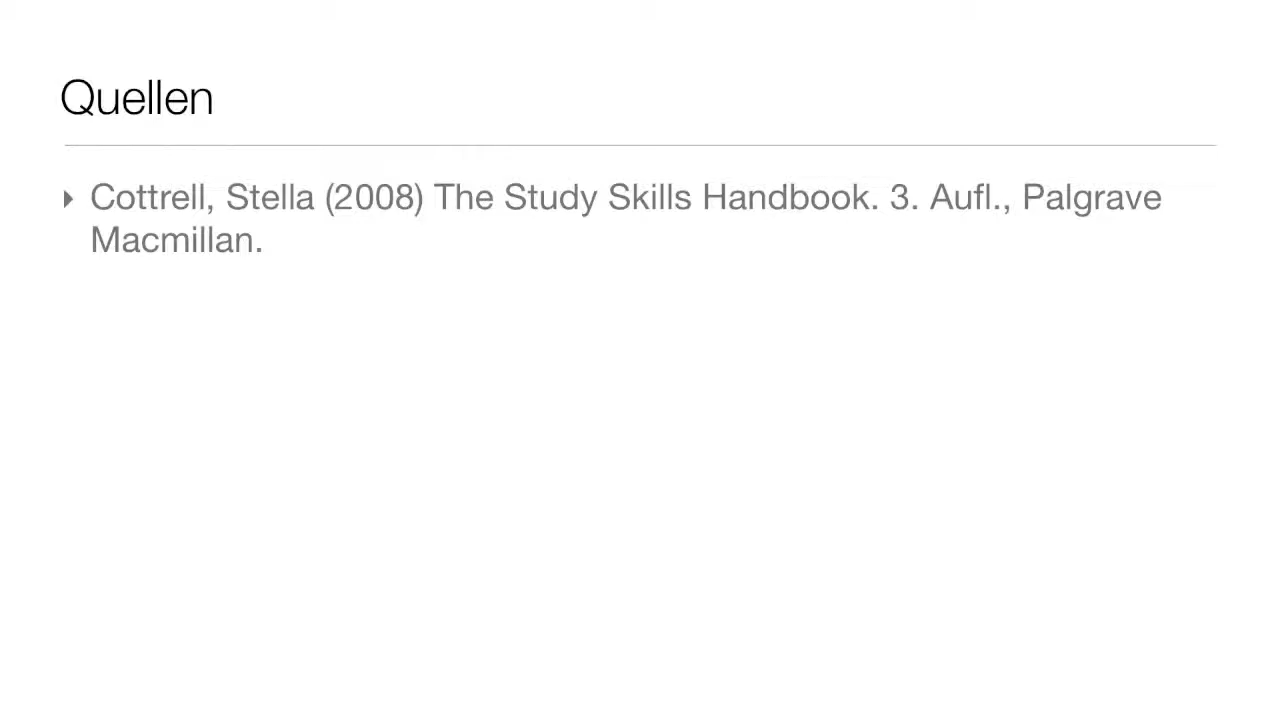 Quellen
Cottrell, Stella (2008) The Study Skills Handbook. 3. Aufl., Palgrave
Macmillan.